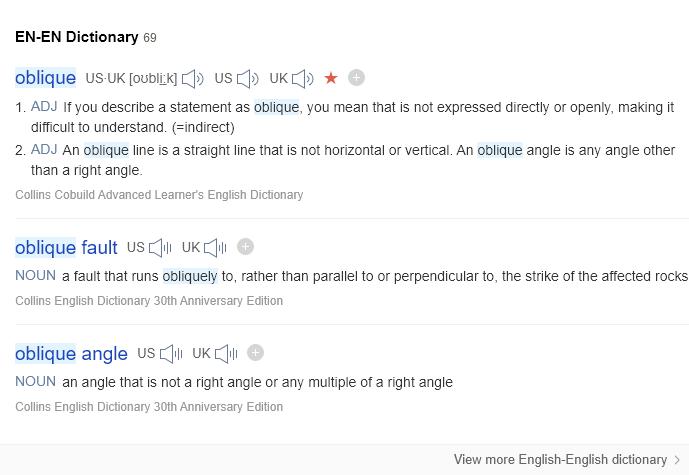 EN-EN Dictionary 69
oblique US·UK [oʊbliːk] US UK
1. ADJ If you describe a statement as oblique, you mean that is not expressed directly or openly, making it
difficult to understand. (=indirect)
2. ADJ An oblique line is a straight line that is not horizontal or vertical. An oblique angle is any angle other
than a right angle.
Collins Cobuild Advanced Learner's English Dictionary
oblique fault US UK
NOUN a fault that runs obliquely to, rather than parallel to or perpendicular to, the strike of the affected rocks
Collins English Dictionary 30th Anniversary Edition
oblique angle US UK
NOUN an angle that is not a right angle or any multiple of a right angle
Collins English Dictionary 30th Anniversary Edition
View more English-English dictionary >